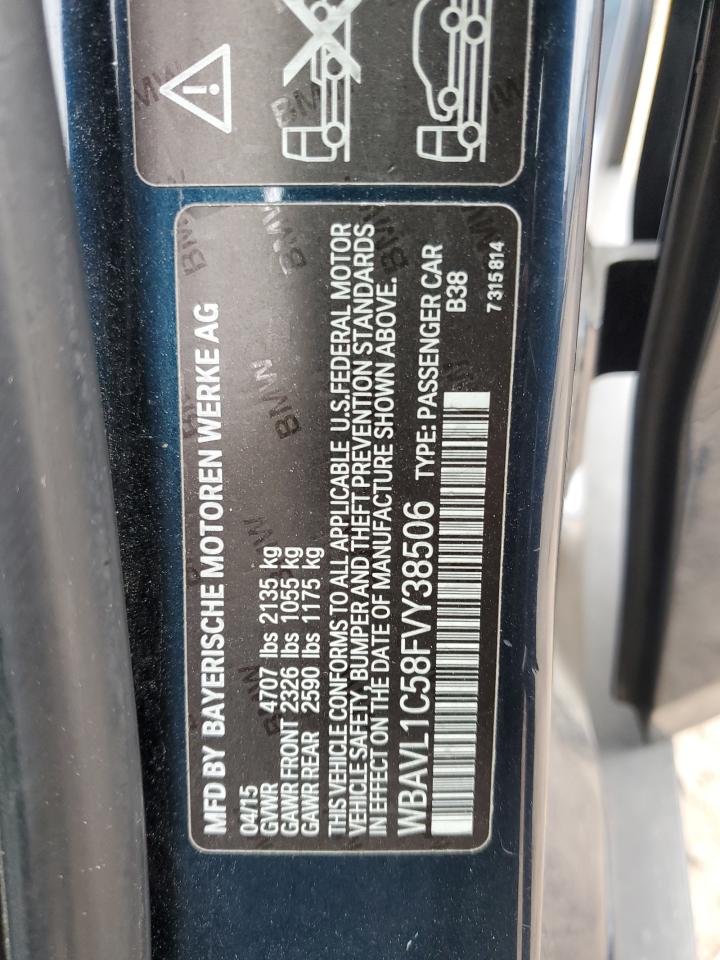 MFD BY BAYERISCHE MOTOREN WERKE AG
04/15
GVWR 4707 lbs 2135 kg
GAWR FRONT 2326 lbs 1055 kg
GAWR REAR 2590 lbs 1175 kg
THIS VEHICLE CONFORMS TO ALL APPLICABLE U.S.FEDERAL MOTOR
VEHICLE SAFETY, BUMPER AND THEFT PREVENTION STANDARDS
IN EFFECT ON THE DATE OF MANUFACTURE SHOWN ABOVE.
WBAVL1C58FVY38506 TYPE: PASSENGER CAR
B38
7 315 814